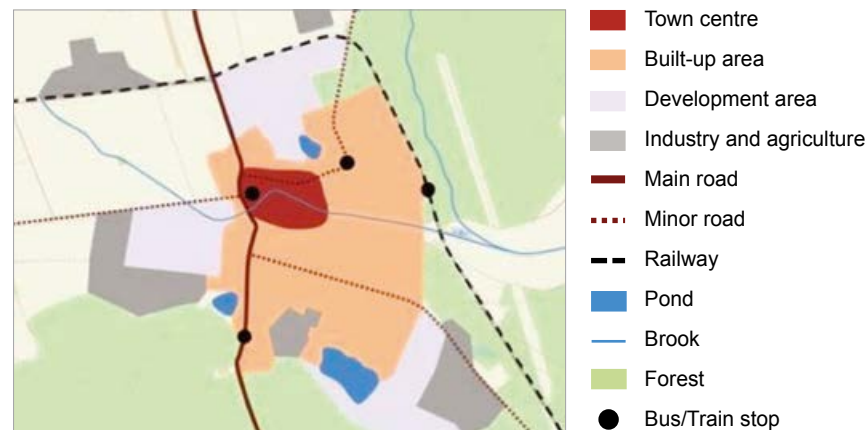 Town centre
Built-up area
Development area
Industry and agriculture
Main road
Minor road
Railway
Pond
Brook
Forest
Bus/Train stop